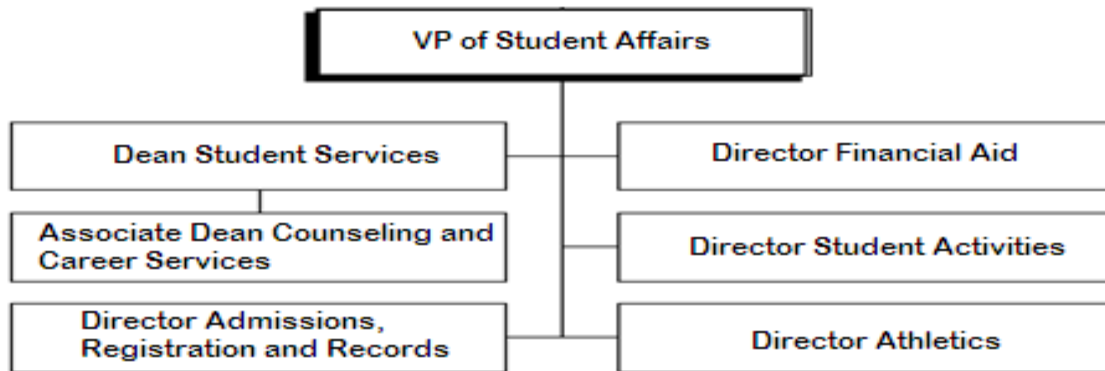 VP of Student Affairs
Dean Student Services
Director Financial Aid
Associate Dean Counseling and
Career Services
Director Student Activities
Director Admissions,
Registration and Records
Director Athletics